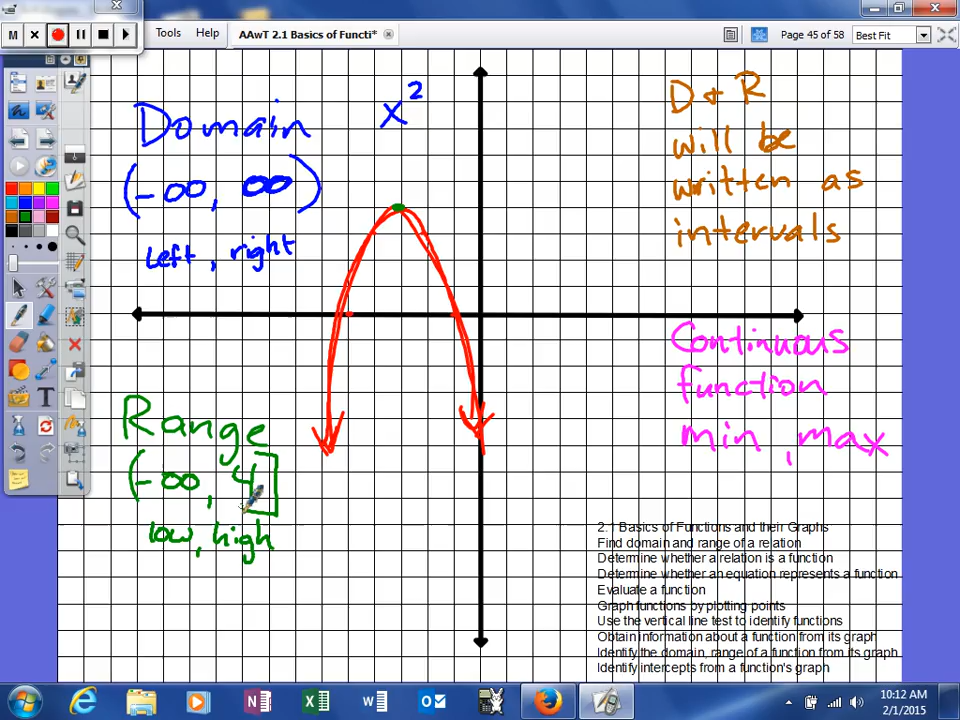 M
Tools Help
AAwT 2.1 Basics of Functi*
Page 45 of 58
Best Fit
Domain
(-∞, ∞)
left, right
x²
D + R
will be
written as
intervals
Continuous
function
min, max
Range
(-∞, 4]
low, high
2.1 Basics of Functions and their Graphs
Find domain and range of a relation
Determine whether a relation is a function
Determine whether an equation represents a function
Evaluate a function
Graph functions by plotting points
Use the vertical line test to identify functions
Obtain information about a function from its graph
Identify the domain, range of a function from its graph
Identify intercepts from a function's graph
10:12 AM
2/1/2015